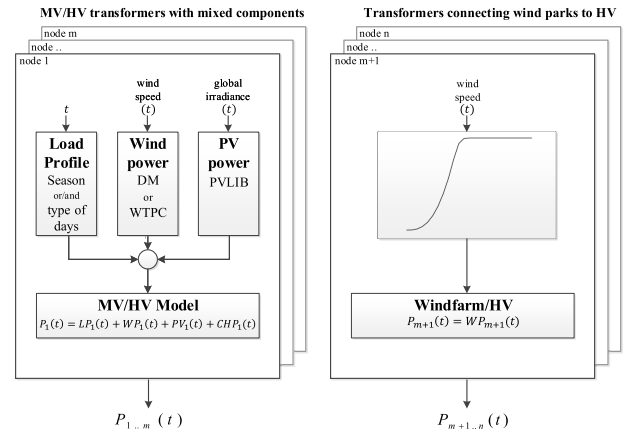 MV/HV transformers with mixed components
node m
node ..
node 1
t
wind
speed
(t)
global
irradiance
(t)
Load
Profile
Season
or/and
type of
days
Wind
power
DM
or
WTPC
PV
power
PVLIB
MV/HV Model
P₁(t) = LP₁(t) + WP₁(t) + PV₁(t) + CHP₁(t)
P₁..ₘ (t)
Transformers connecting wind parks to HV
node n
node ..
node m+1
wind
speed
(t)
Windfarm/HV
Pₘ₊₁(t) = WPₘ₊₁(t)
Pₘ₊₁..ₙ (t)